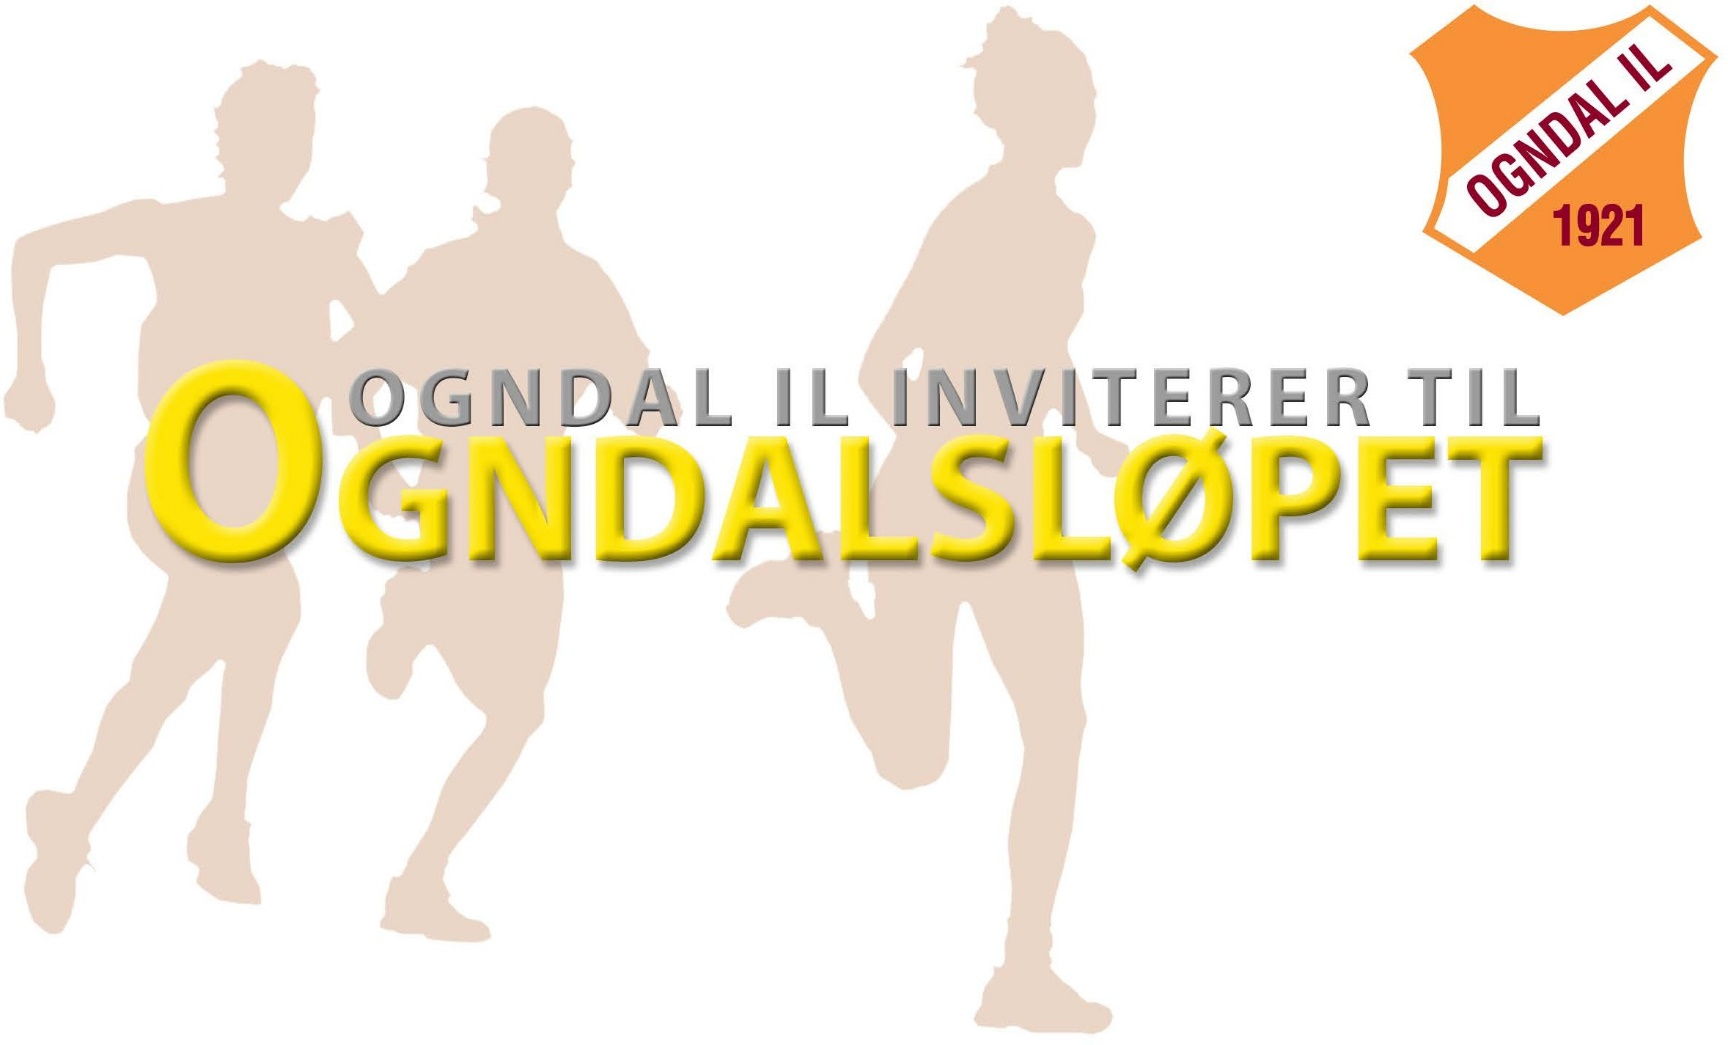 OGNDAL IL
1921
OGNDAL IL INVITERER TIL
OGNDALSLØPET